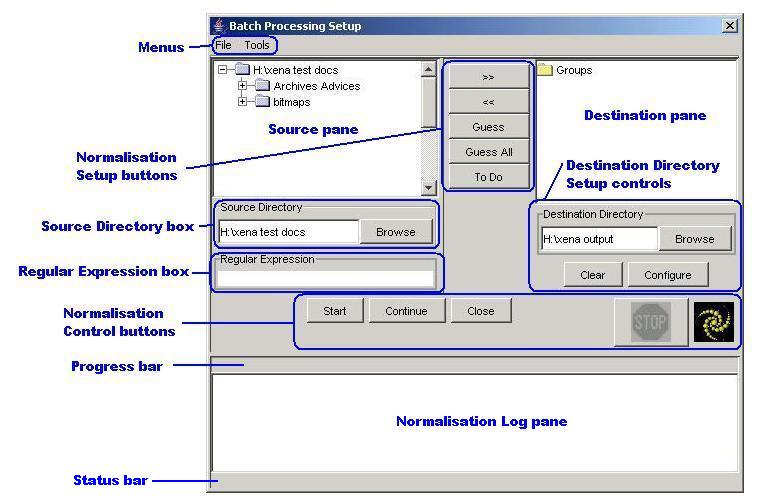 Batch Processing Setup
Menus
File Tools
H:\xena test docs
Archives Advices
bitmaps
Source pane
>>
<<
Guess
Guess All
To Do
Groups
Destination pane
Normalisation
Setup buttons
Destination Directory
Setup controls
Source Directory box
Source Directory
H:\xena test docs
Browse
Destination Directory
H:\xena output
Browse
Regular Expression box
Regular Expression
Clear
Configure
Normalisation
Control buttons
Start
Continue
Close
STOP
Progress bar
Normalisation Log pane
Status bar